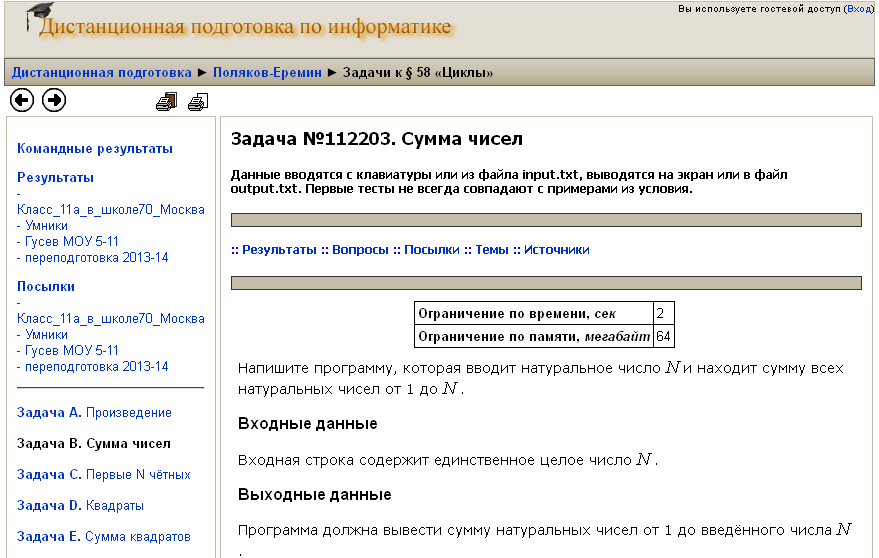 Вы используете гостевой доступ (Вход)
Дистанционная подготовка по информатике
Дистанционная подготовка ► Поляков-Еремин ► Задачи к § 58 «Циклы»
Командные результаты
Результаты
-
Класс_11а_в_школе70_Москва
- Умники
- Гусев МОУ 5-11
- переподготовка 2013-14
Посылки
-
Класс_11а_в_школе70_Москва
- Умники
- Гусев МОУ 5-11
- переподготовка 2013-14
Задача A. Произведение
Задача B. Сумма чисел
Задача C. Первые N чётных
Задача D. Квадраты
Задача E. Сумма квадратов
Задача №112203. Сумма чисел
Данные вводятся с клавиатуры или из файла input.txt, выводятся на экран или в файл
output.txt. Первые тесты не всегда совпадают с примерами из условия.
:: Результаты :: Вопросы :: Посылки :: Темы :: Источники
Ограничение по времени, сек 2
Ограничение по памяти, мегабайт 64
Напишите программу, которая вводит натуральное число N и находит сумму всех
натуральных чисел от 1 до N .
Входные данные
Входная строка содержит единственное целое число N .
Выходные данные
Программа должна вывести сумму натуральных чисел от 1 до введённого числа N
.